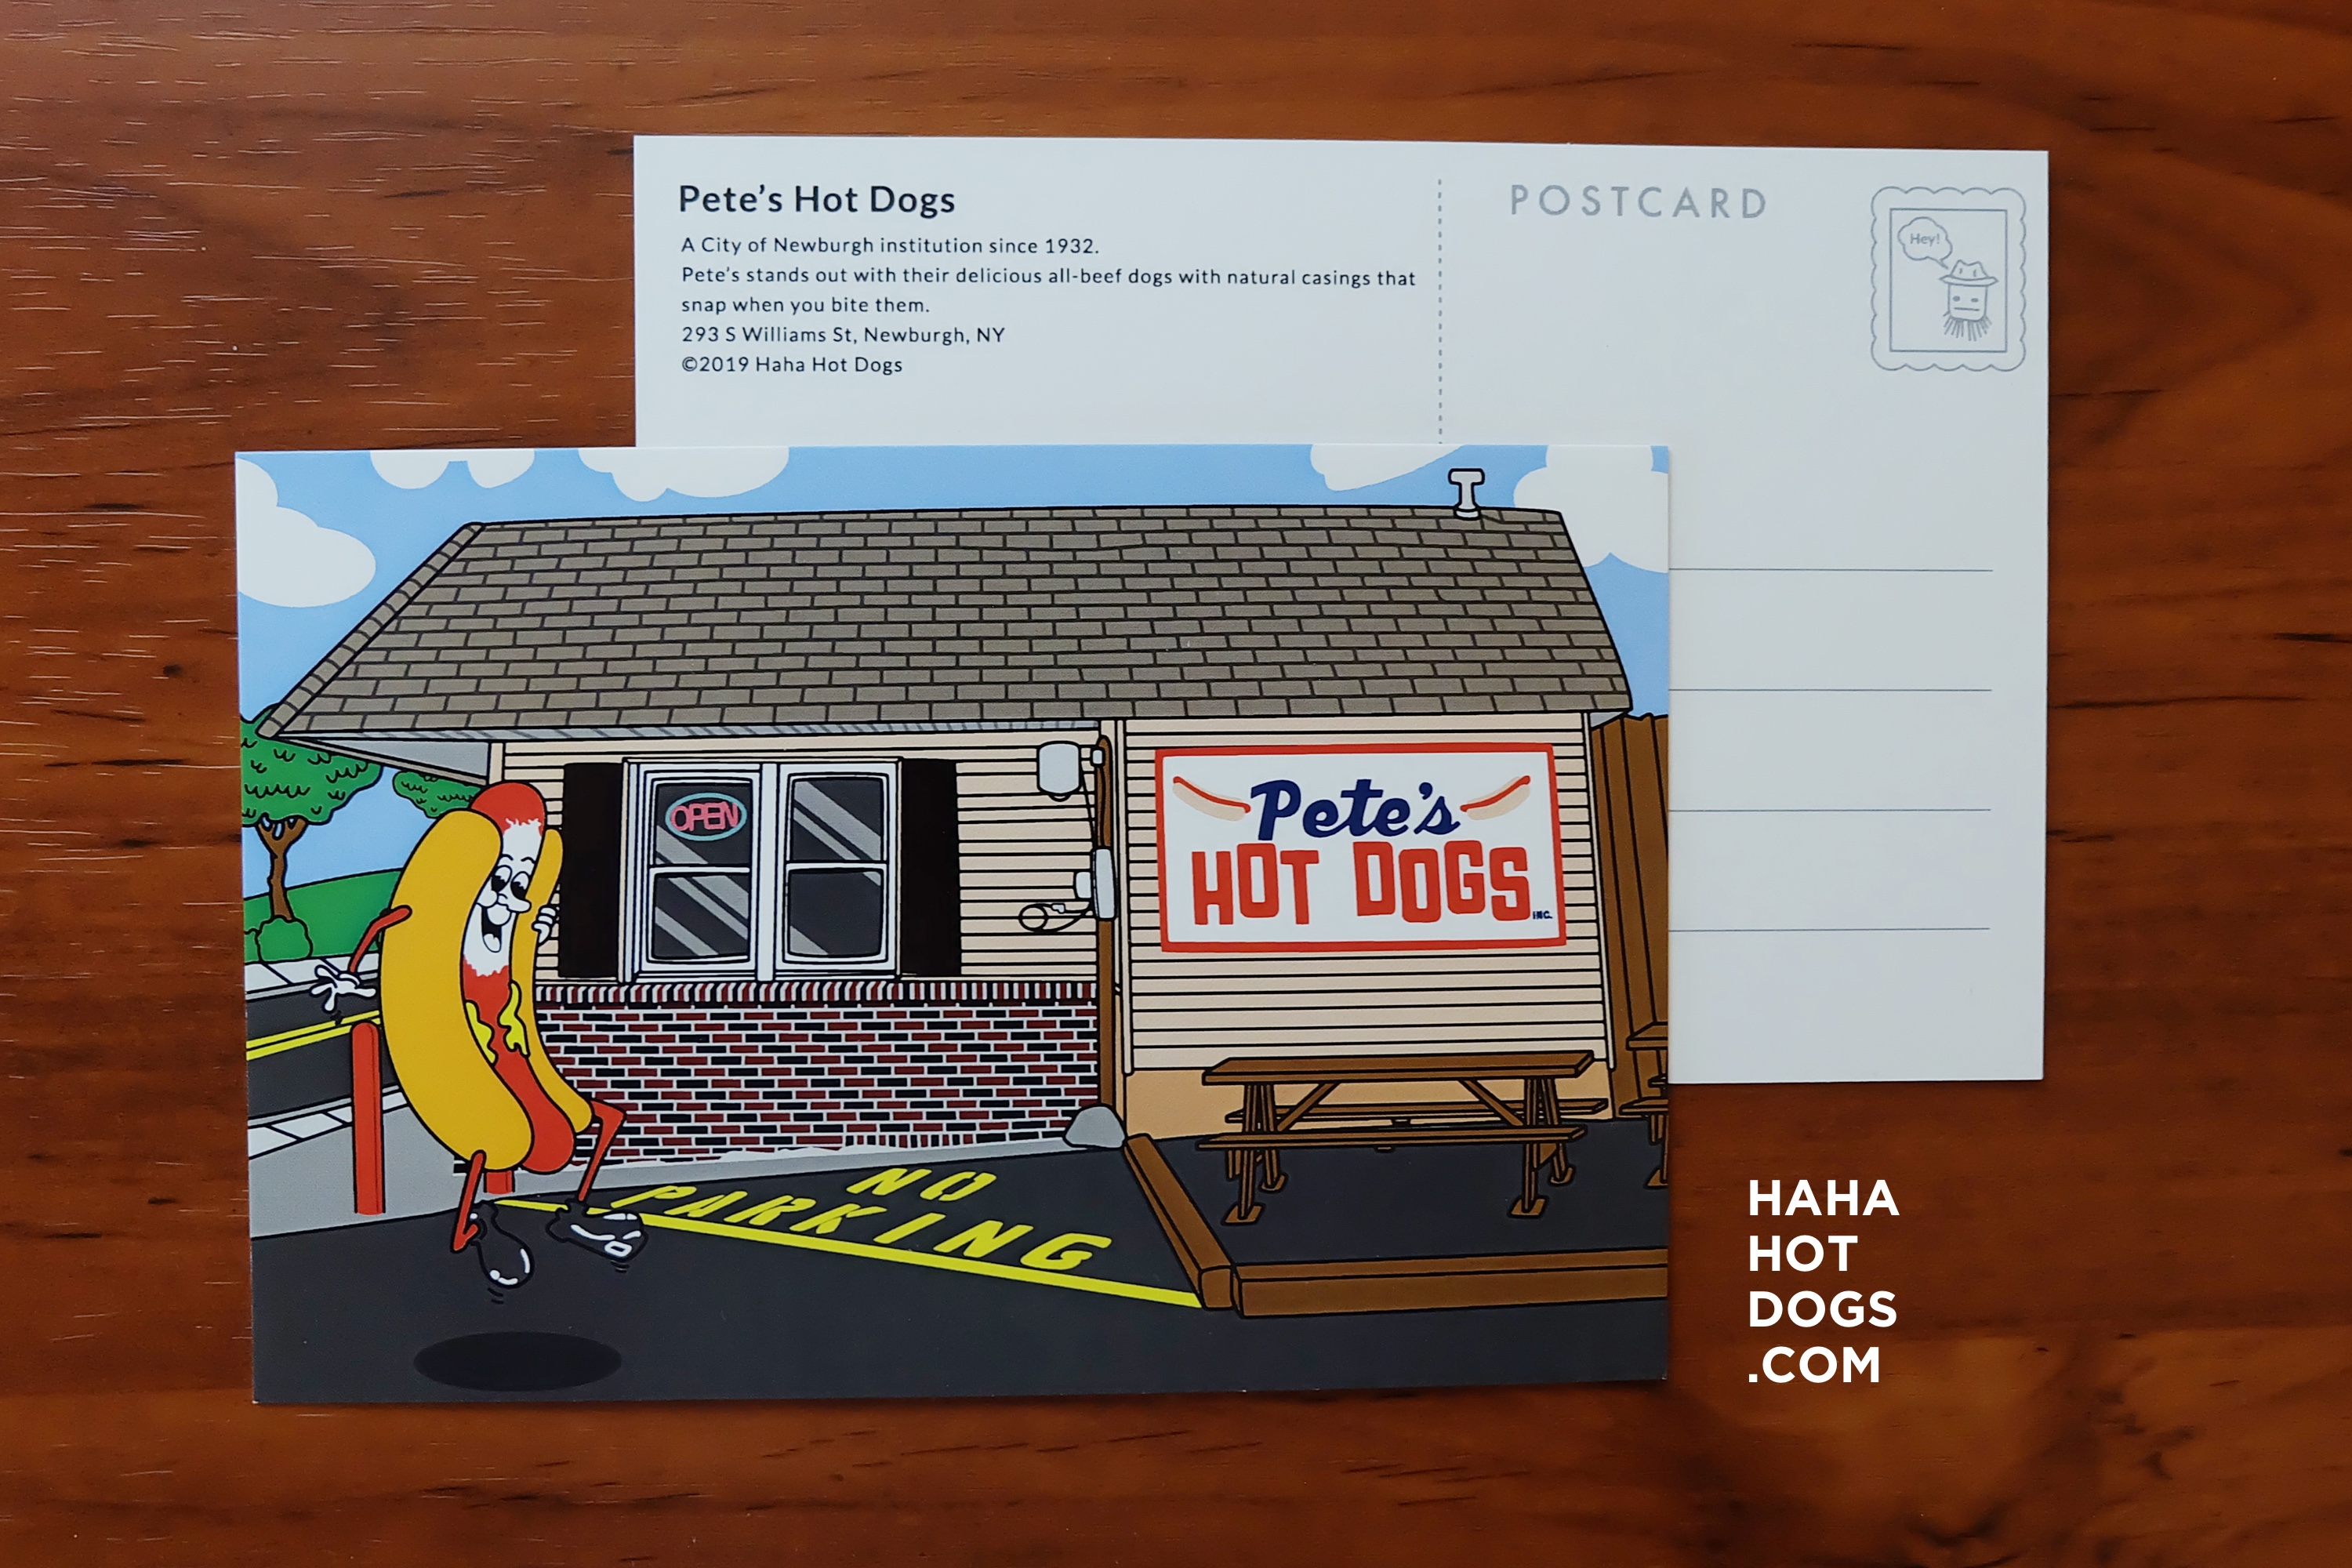 Pete's Hot Dogs
A City of Newburgh institution since 1932.
Pete's stands out with their delicious all-beef dogs with natural casings that
snap when you bite them.
293 S Williams St, Newburgh, NY
©2019 Haha Hot Dogs
POSTCARD
Hey!
OPEN
Pete's
HOT DOGS
INC.
NO
PARKING
HAHA
HOT
DOGS
.COM